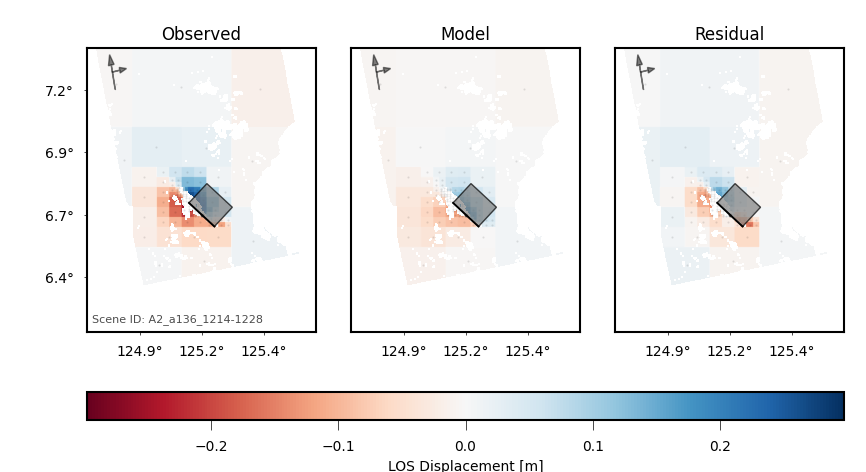 Observed
Model
Residual
7.2°
6.9°
6.7°
6.4°
Scene ID: A2_a136_1214-1228
124.9° 125.2° 125.4°
124.9° 125.2° 125.4°
124.9° 125.2° 125.4°
−0.2 −0.1 0.0 0.1 0.2
LOS Displacement [m]